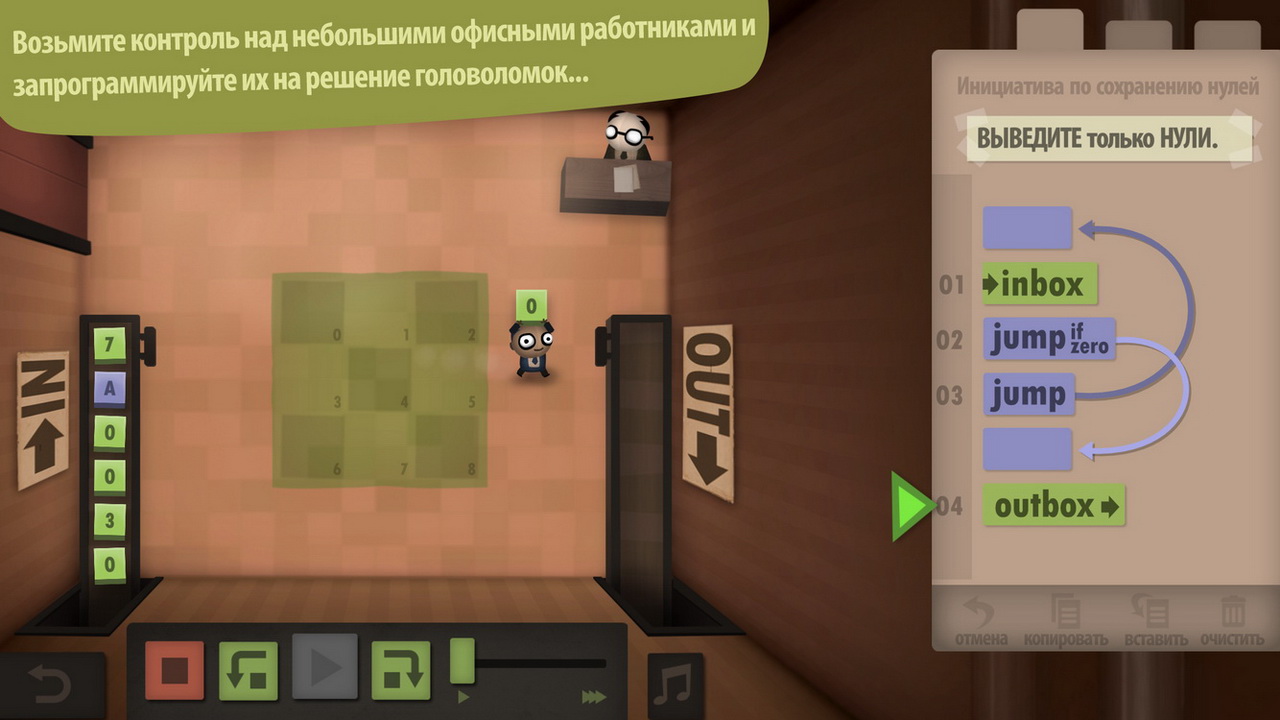 Возьмите контроль над небольшими офисными работниками и
запрограммируйте их на решение головоломок...
Инициатива по сохранению нулей
ВЫВЕДИТЕ только НУЛИ.
01 inbox
02 jump if zero
03 jump
04 outbox
0
0 1 2
3 4 5
6 7 8
IN
7
A
0
0
3
0
OUT
отмена копировать вставить очистить